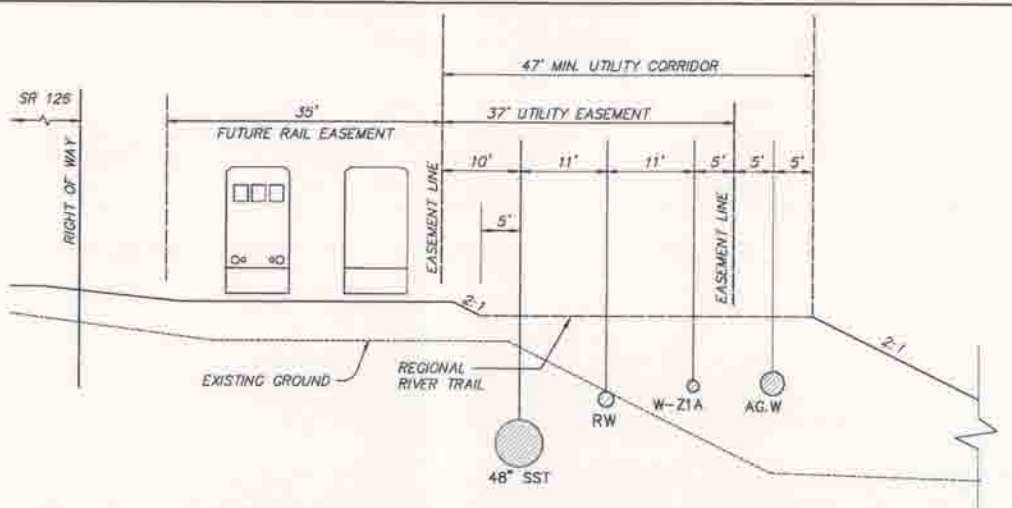 47' MIN. UTILITY CORRIDOR
SR 126
35'
37' UTILITY EASEMENT
FUTURE RAIL EASEMENT
10'
11'
11'
5'
5'
5'
RIGHT OF WAY
EASEMENT LINE
5'
EASEMENT LINE
2:1
2:1
EXISTING GROUND
REGIONAL
RIVER TRAIL
RW
W-Z1A
AG.W
48" SST